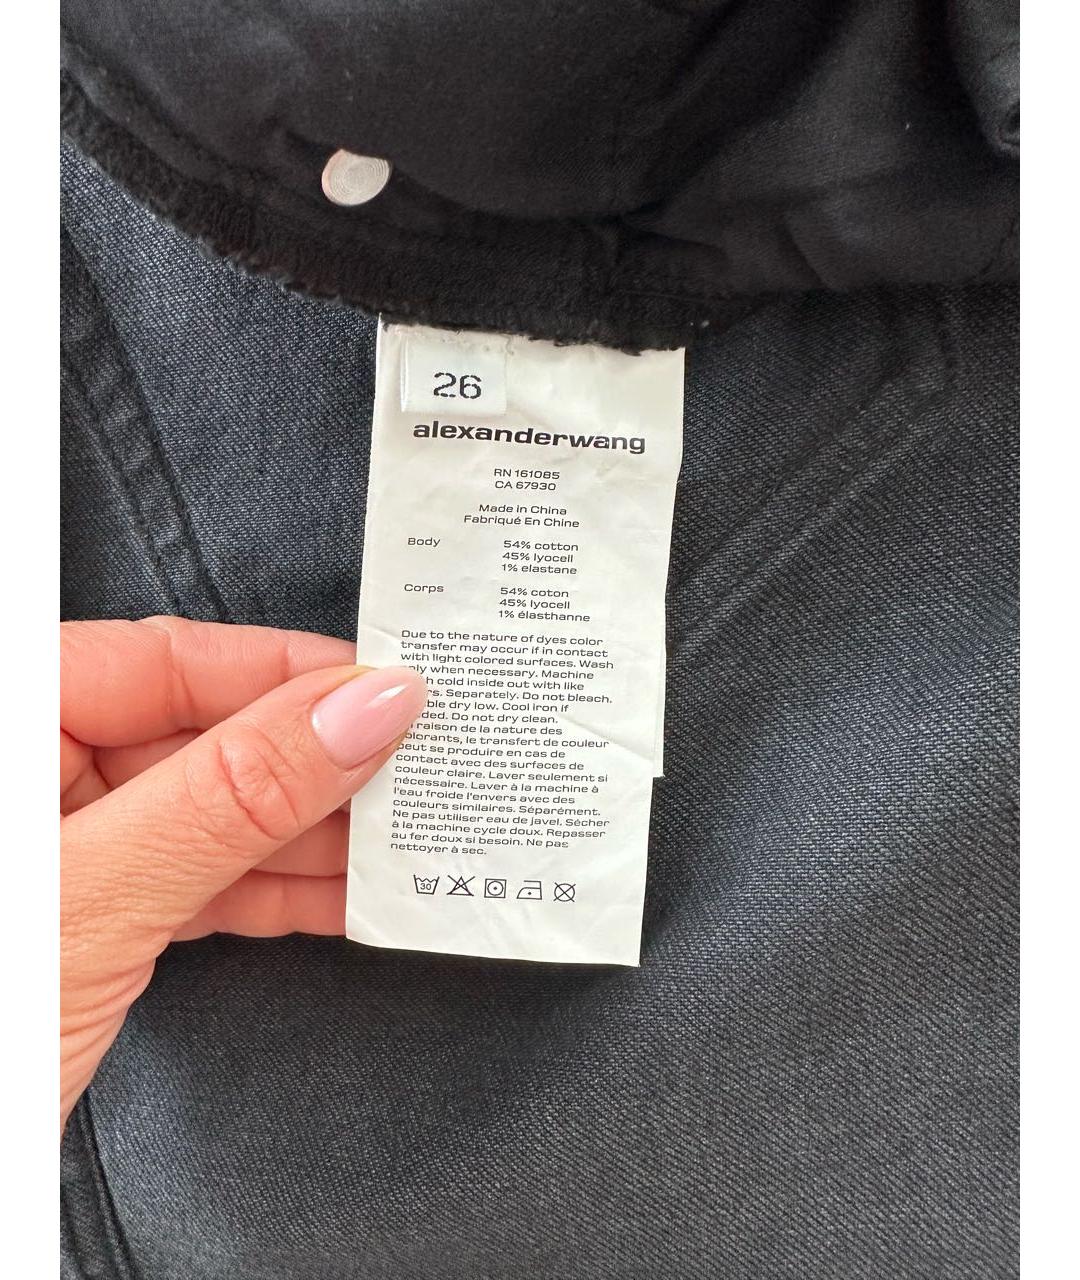 26
alexanderwang
RN 161085
CA 67930
Made in China
Fabriqué En Chine
Body 54% cotton
45% lyocell
1% elastane
Corps 54% coton
45% lyocell
1% élasthanne
Due to the nature of dyes color
transfer may occur if in contact
with light colored surfaces. Wash
when necessary. Machine
cold inside out with like
Separately. Do not bleach.
dry low. Cool iron if
Do not dry clean.
raison de la nature des
colorants, le transfert de couleur
peut se produire en cas de
contact avec des surfaces de
couleur claire. Laver seulement si
nécessaire. Laver à la machine à
l'eau froide l'envers avec des
couleurs similaires. Séparément.
Ne pas utiliser eau de javel. Sécher
à la machine cycle doux. Repasser
au fer doux si besoin. Ne pas
nettoyer à sec.
30